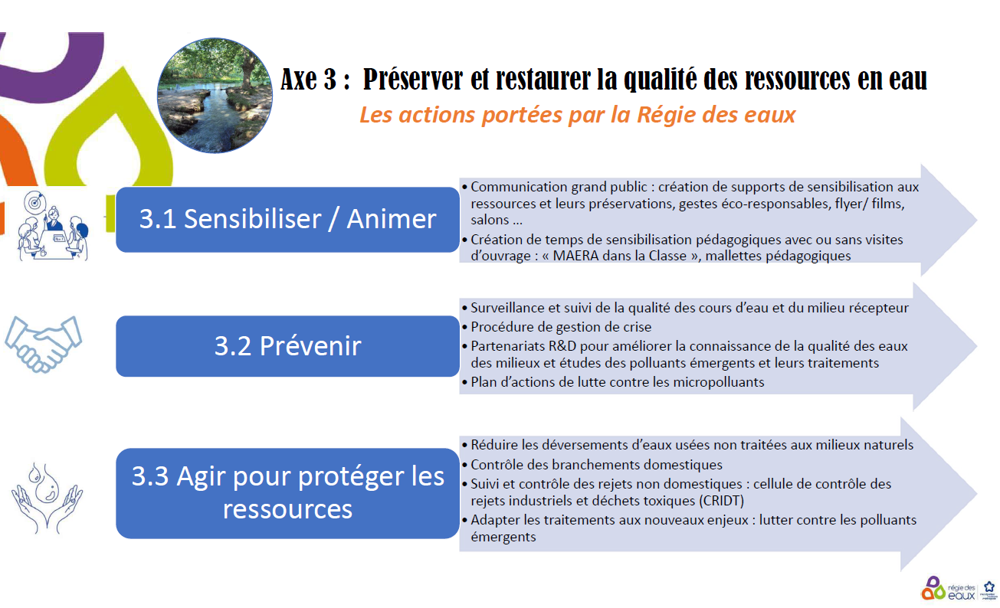 Axe 3 : Préserver et restaurer la qualité des ressources en eau
Les actions portées par la Régie des eaux
3.1 Sensibiliser / Animer
• Communication grand public : création de supports de sensibilisation aux
ressources et leurs préservations, gestes éco-responsables, flyer/ films,
salons ...
• Création de temps de sensibilisation pédagogiques avec ou sans visites
d’ouvrage : « MAERA dans la Classe », mallettes pédagogiques
3.2 Prévenir
• Surveillance et suivi de la qualité des cours d’eau et du milieu récepteur
• Procédure de gestion de crise
• Partenariats R&D pour améliorer la connaissance de la qualité des eaux
des milieux et études des polluants émergents et leurs traitements
• Plan d’actions de lutte contre les micropolluants
3.3 Agir pour protéger les
ressources
• Réduire les déversements d’eaux usées non traitées aux milieux naturels
• Contrôle des branchements domestiques
• Suivi et contrôle des rejets non domestiques : cellule de contrôle des
rejets industriels et déchets toxiques (CRIDT)
• Adapter les traitements aux nouveaux enjeux : lutter contre les polluants
émergents
régie des
eaux